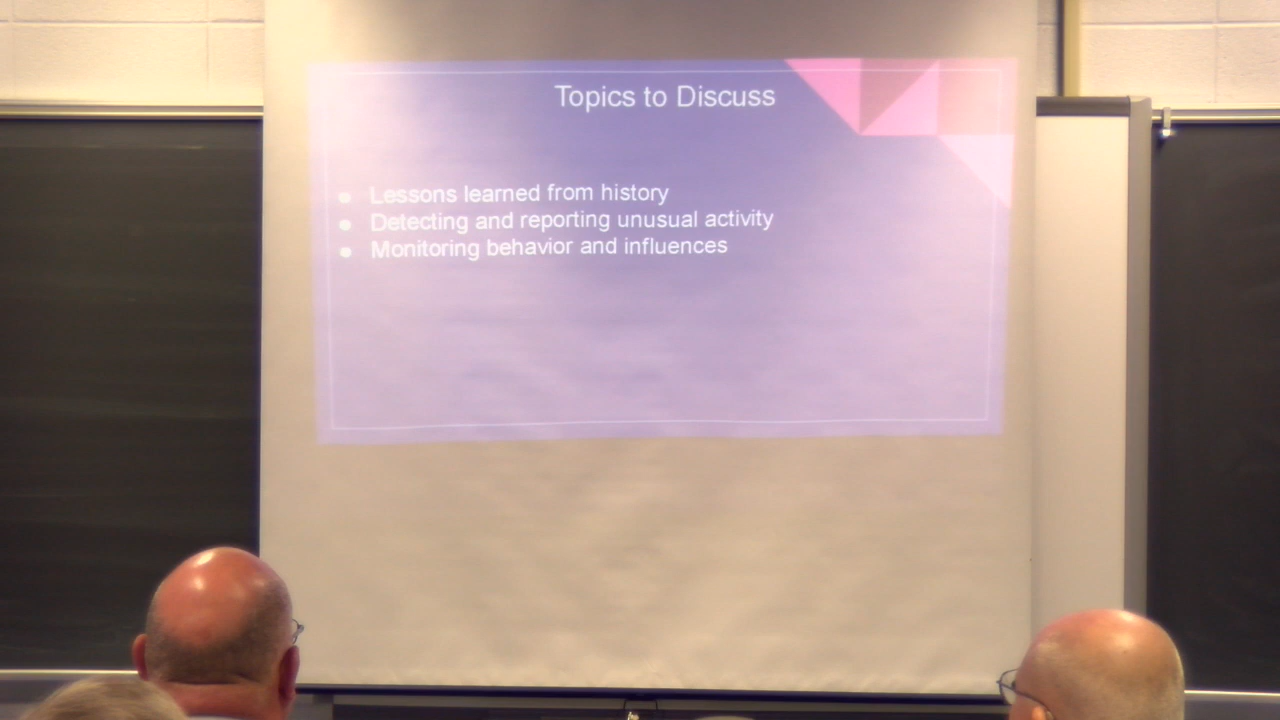 Topics to Discuss
● Lessons learned from history
● Detecting and reporting unusual activity
● Monitoring behavior and influences